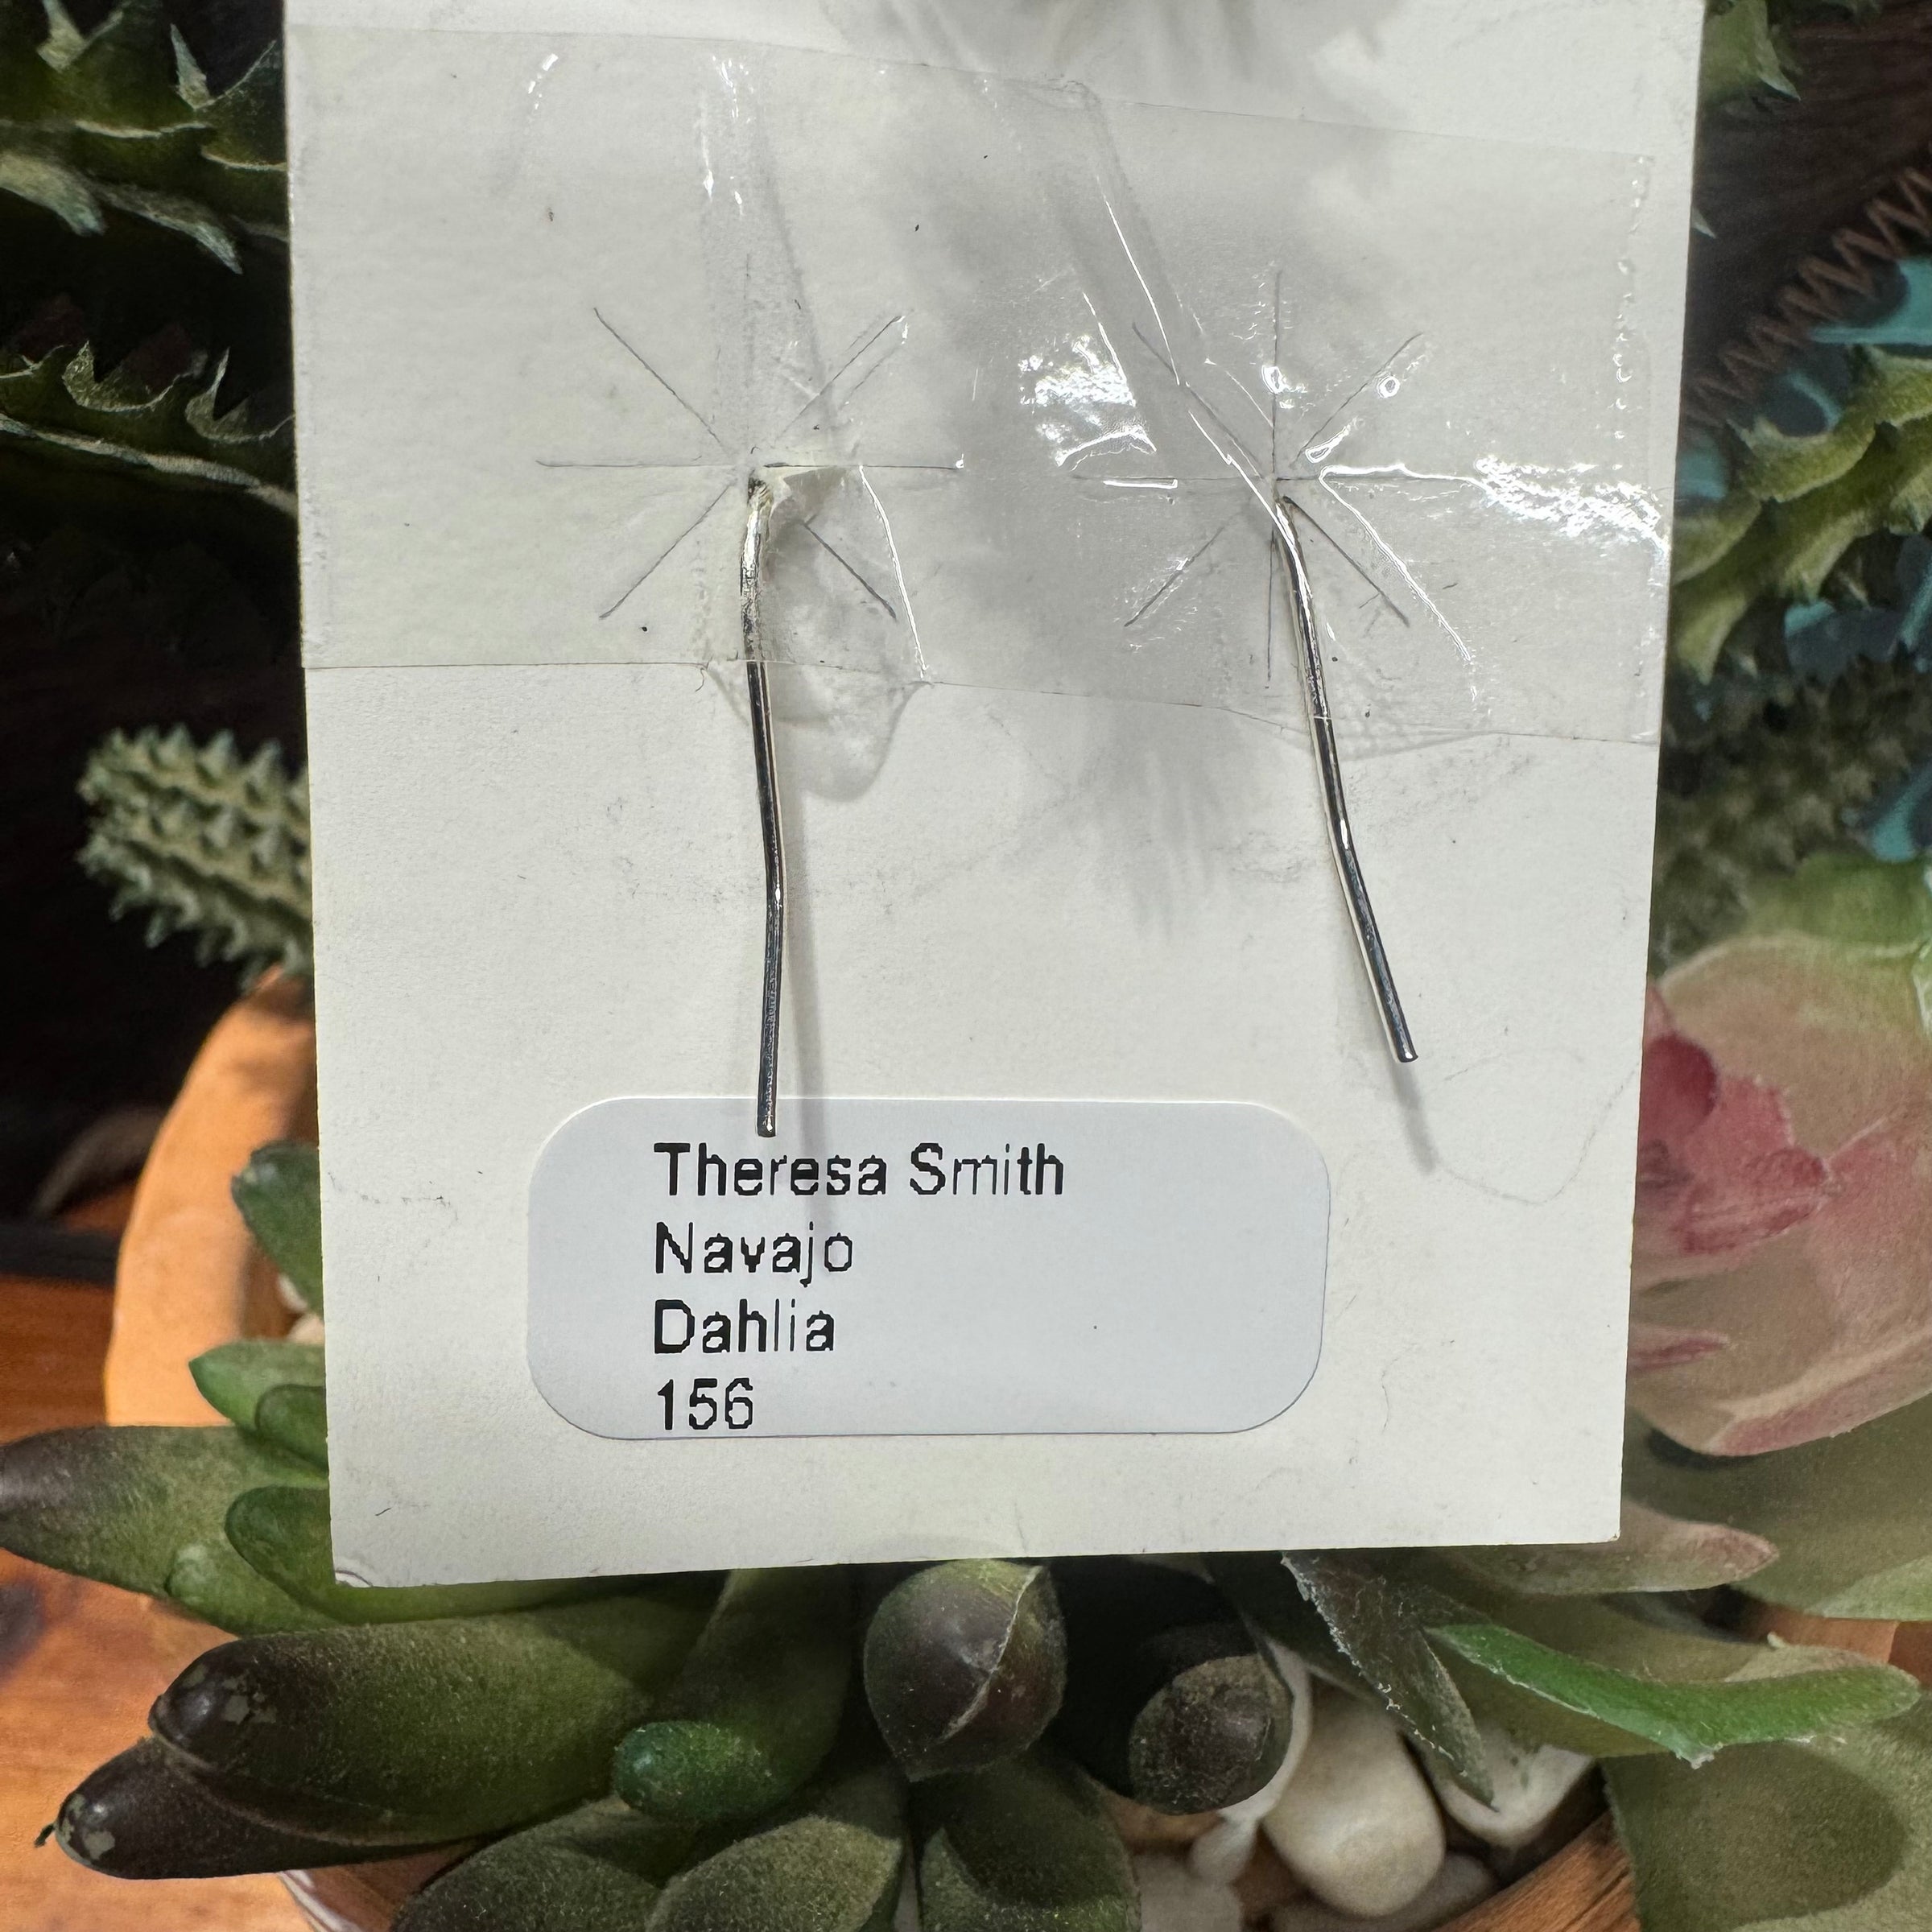 Theresa Smith
Navajo
Dahlia
156